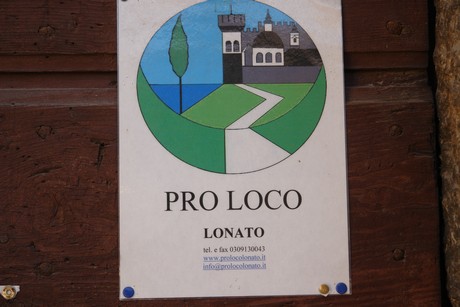 PRO LOCO
LONATO
tel. e fax 0309130043
www.prolocolonato.it
info@prolocolonato.it